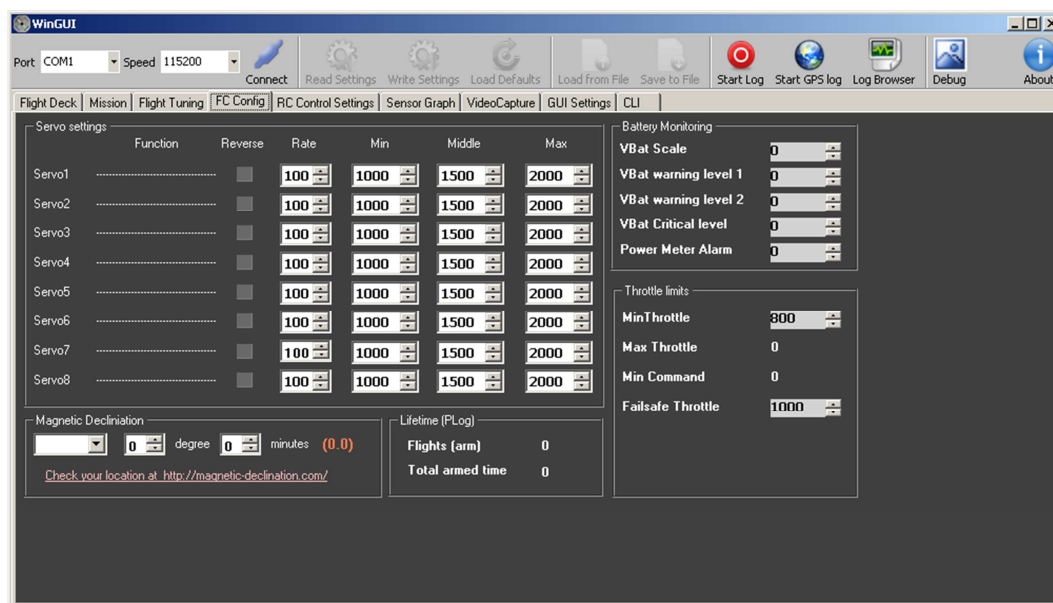 WinGUI
Port COM1 Speed 115200 Connect Read Settings Write Settings Load Defaults Load from File Save to File Start Log Start GPS log Log Browser Debug About
Flight Deck Mission Flight Tuning FC Config RC Control Settings Sensor Graph VideoCapture GUI Settings CLI
Servo settings
Function Reverse Rate Min Middle Max
Servo1 100 1000 1500 2000
Servo2 100 1000 1500 2000
Servo3 100 1000 1500 2000
Servo4 100 1000 1500 2000
Servo5 100 1000 1500 2000
Servo6 100 1000 1500 2000
Servo7 100 1000 1500 2000
Servo8 100 1000 1500 2000
Magnetic Decliniation
0 degree 0 minutes (0.0)
Check your location at http://magnetic-declination.com/
Lifetime (PLog)
Flights (arm) 0
Total armed time 0
Battery Monitoring
VBat Scale 0
VBat warning level 1 0
VBat warning level 2 0
VBat Critical level 0
Power Meter Alarm 0
Throttle limits
MinThrottle 800
Max Throttle 0
Min Command 0
Failsafe Throttle 1000